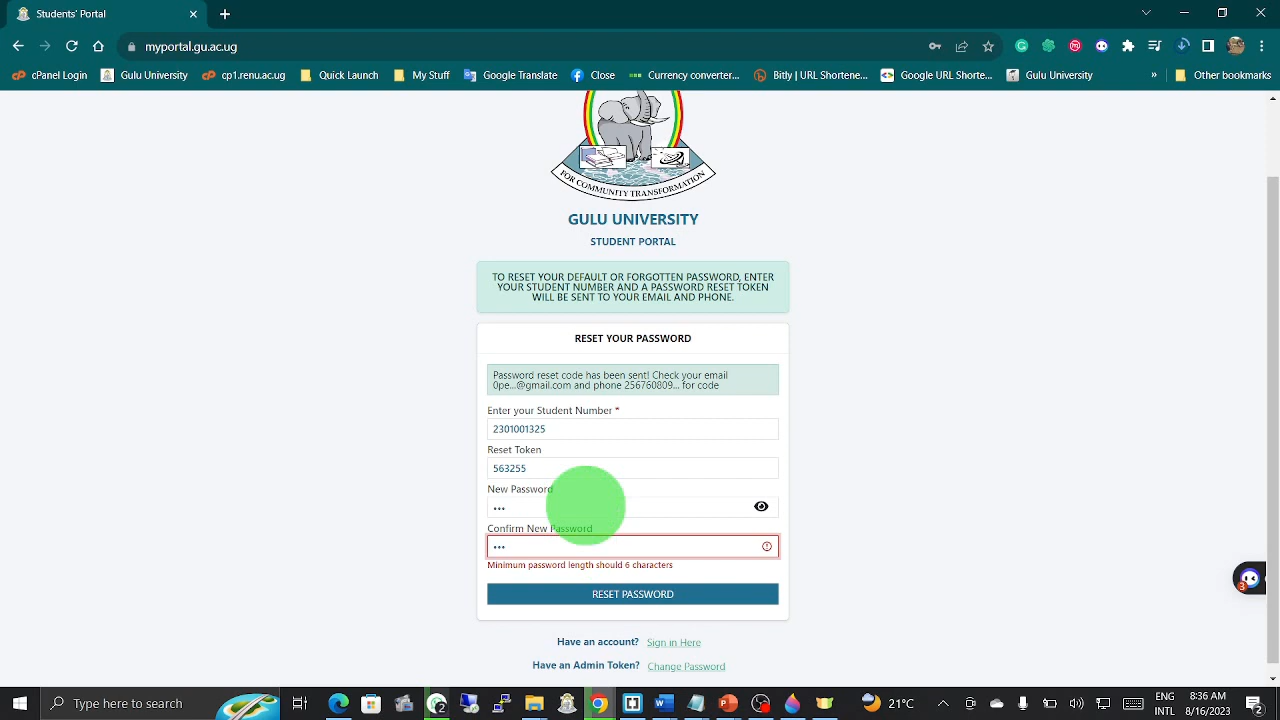 Students' Portal
myportal.gu.ac.ug
cPanel Login
Gulu University
cp1.renu.ac.ug
Quick Launch
My Stuff
Google Translate
Close
Currency converter...
Bitly | URL Shortene...
Google URL Shorte...
Gulu University
»
Other bookmarks
FOR COMMUNITY TRANSFORMATION
GULU UNIVERSITY
STUDENT PORTAL
TO RESET YOUR DEFAULT OR FORGOTTEN PASSWORD, ENTER
YOUR STUDENT NUMBER AND A PASSWORD RESET TOKEN
WILL BE SENT TO YOUR EMAIL AND PHONE.
RESET YOUR PASSWORD
Password reset code has been sent! Check your email
0pe...@gmail.com and phone 256760809... for code
Enter your Student Number *
2301001325
Reset Token
563255
New Password
•••
Confirm New Password
•••
Minimum password length should 6 characters
RESET PASSWORD
Have an account? Sign in Here
Have an Admin Token? Change Password
3
Type here to search
21°C
ENG
INTL
8:36 AM
8/16/2023
2